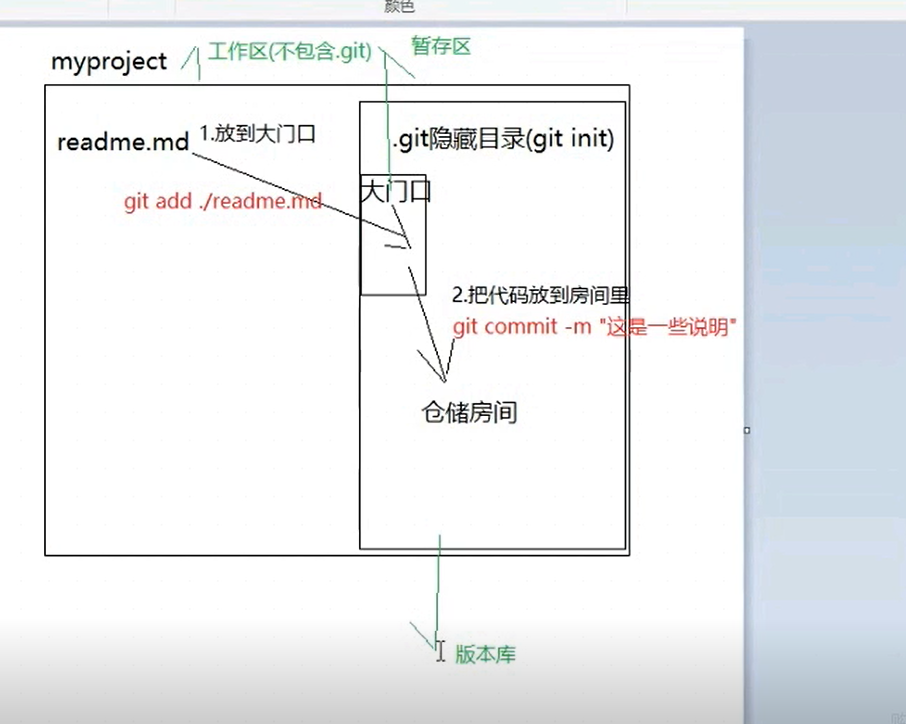 颜色
myproject
工作区(不包含.git)
暂存区
readme.md
1.放到大门口
.git隐藏目录(git init)
git add ./readme.md
大门口
2.把代码放到房间里
git commit -m "这是一些说明"
仓储房间
版本库